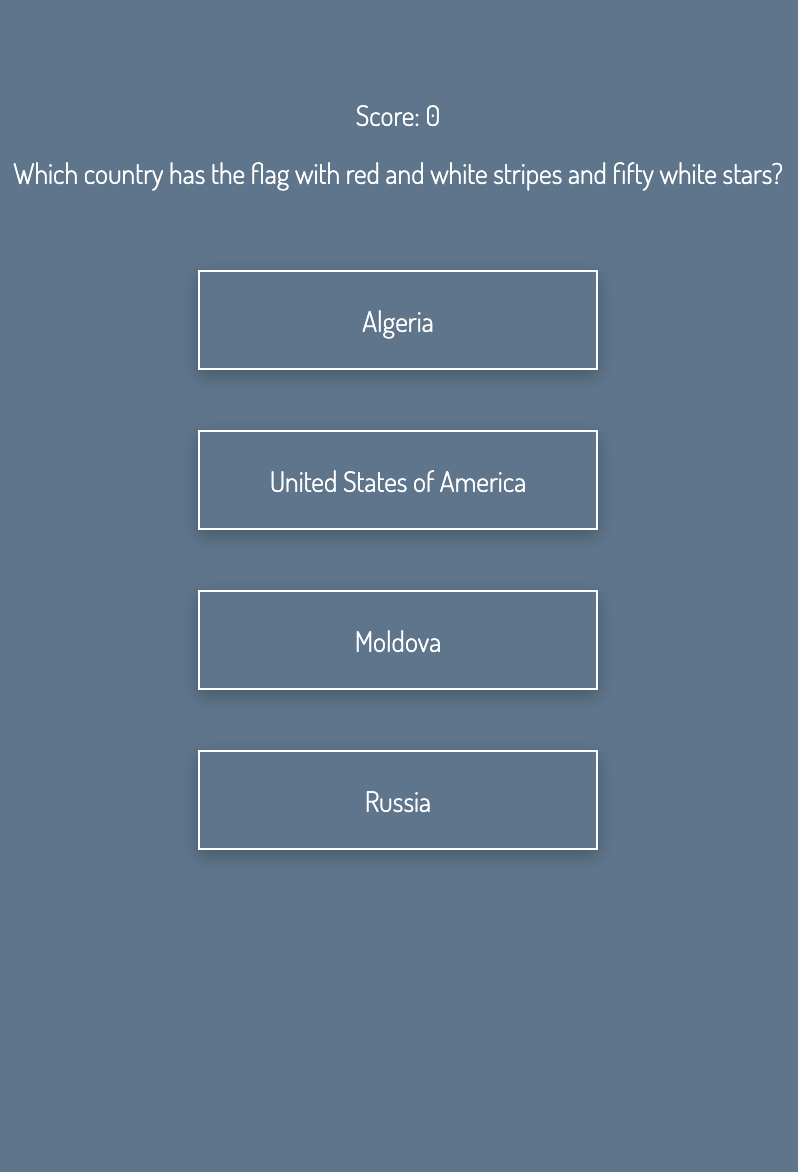 Score: 0
Which country has the flag with red and white stripes and fifty white stars?
Algeria
United States of America
Moldova
Russia